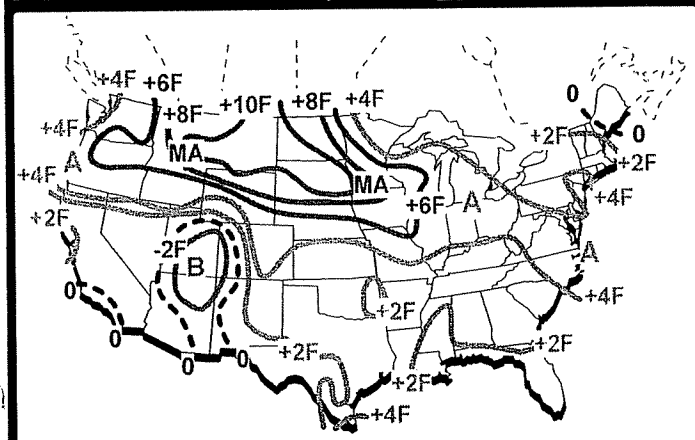 +4F +6F
+8F +10F +8F +4F
0
+4F
+2F 0
MA
A +2F
+4F MA
+4F
+2F +6F A
-2F
B A
0 +4F
+2F
0 0 0 +2F +2F
+2F
+4F